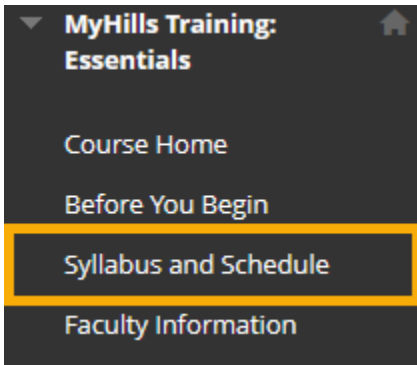 MyHills Training:
Essentials
Course Home
Before You Begin
Syllabus and Schedule
Faculty Information